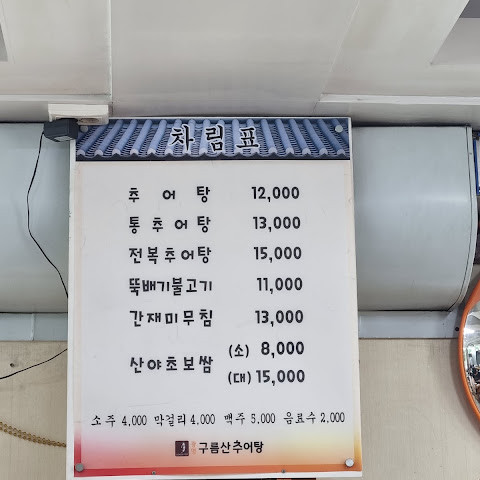 차림표
추어탕 12,000
통추어탕 13,000
전복추어탕 15,000
뚝배기불고기 11,000
간재미무침 13,000
산야초보쌈 (소) 8,000
(대) 15,000
소주 4,000 막걸리 4,000 맥주 5,000 음료수 2,000
구름산추어탕